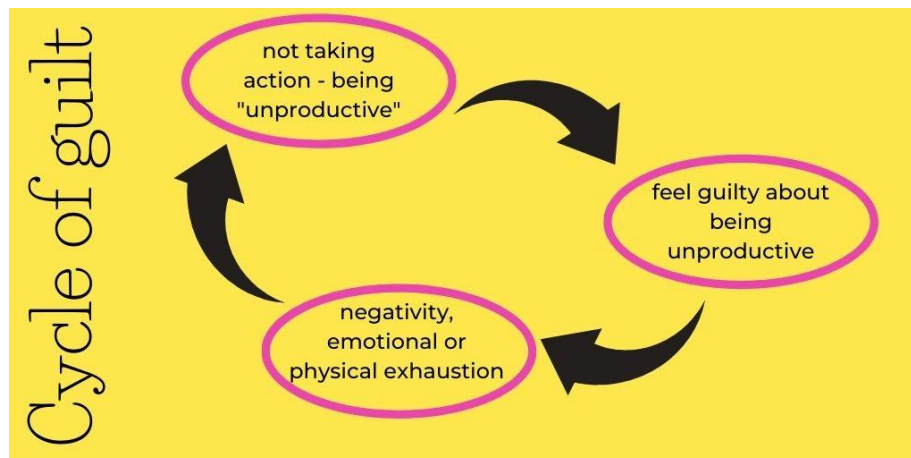 Cycle of guilt
not taking
action - being
"unproductive"
feel guilty about
being
unproductive
negativity,
emotional or
physical exhaustion